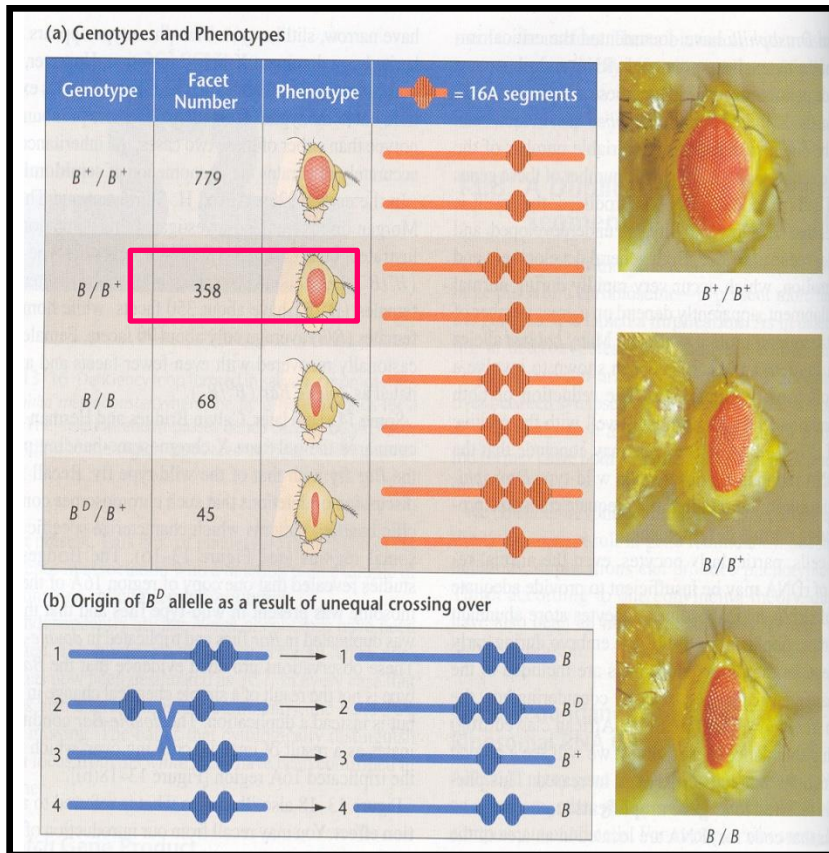 (a) Genotypes and Phenotypes
Genotype
Facet
Number
Phenotype
= 16A segments
B⁺ / B⁺ 779
B / B⁺ 358
B / B 68
Bᴰ / B⁺ 45
B⁺ / B⁺
B / B⁺
B / B
(b) Origin of Bᴰ allele as a result of unequal crossing over
1 1 B
2 2 Bᴰ
3 3 B⁺
4 4 B